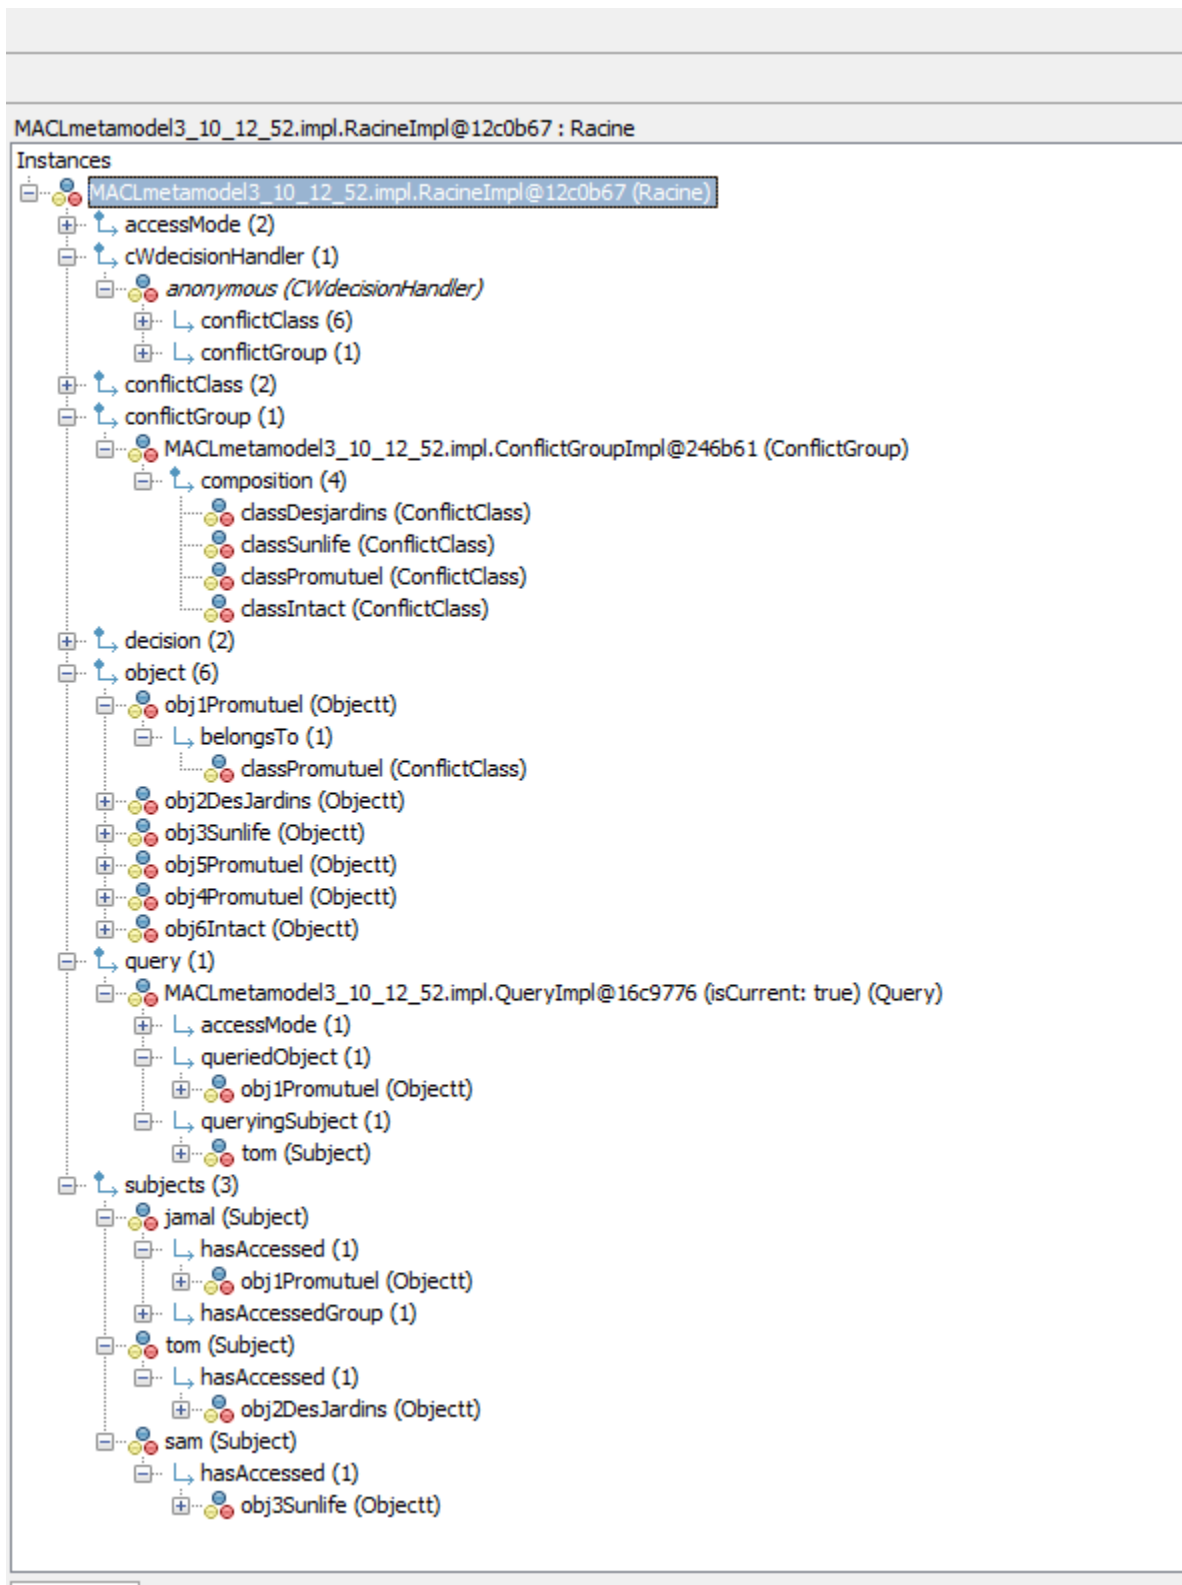 MACLmetamodel3_10_12_52.impl.RacineImpl@12c0b67 : Racine
Instances
MACLmetamodel3_10_12_52.impl.RacineImpl@12c0b67 (Racine)
accessMode (2)
cWdecisionHandler (1)
anonymous (CWdecisionHandler)
conflictClass (6)
conflictGroup (1)
conflictClass (2)
conflictGroup (1)
MACLmetamodel3_10_12_52.impl.ConflictGroupImpl@246b61 (ConflictGroup)
composition (4)
classDesjardins (ConflictClass)
classSunlife (ConflictClass)
classPromutuel (ConflictClass)
classIntact (ConflictClass)
decision (2)
object (6)
obj1Promutuel (Objectt)
belongsTo (1)
classPromutuel (ConflictClass)
obj2DesJardins (Objectt)
obj3Sunlife (Objectt)
obj5Promutuel (Objectt)
obj4Promutuel (Objectt)
obj6Intact (Objectt)
query (1)
MACLmetamodel3_10_12_52.impl.QueryImpl@16c9776 (isCurrent: true) (Query)
accessMode (1)
queriedObject (1)
obj1Promutuel (Objectt)
queryingSubject (1)
tom (Subject)
subjects (3)
jamal (Subject)
hasAccessed (1)
obj1Promutuel (Objectt)
hasAccessedGroup (1)
tom (Subject)
hasAccessed (1)
obj2DesJardins (Objectt)
sam (Subject)
hasAccessed (1)
obj3Sunlife (Objectt)